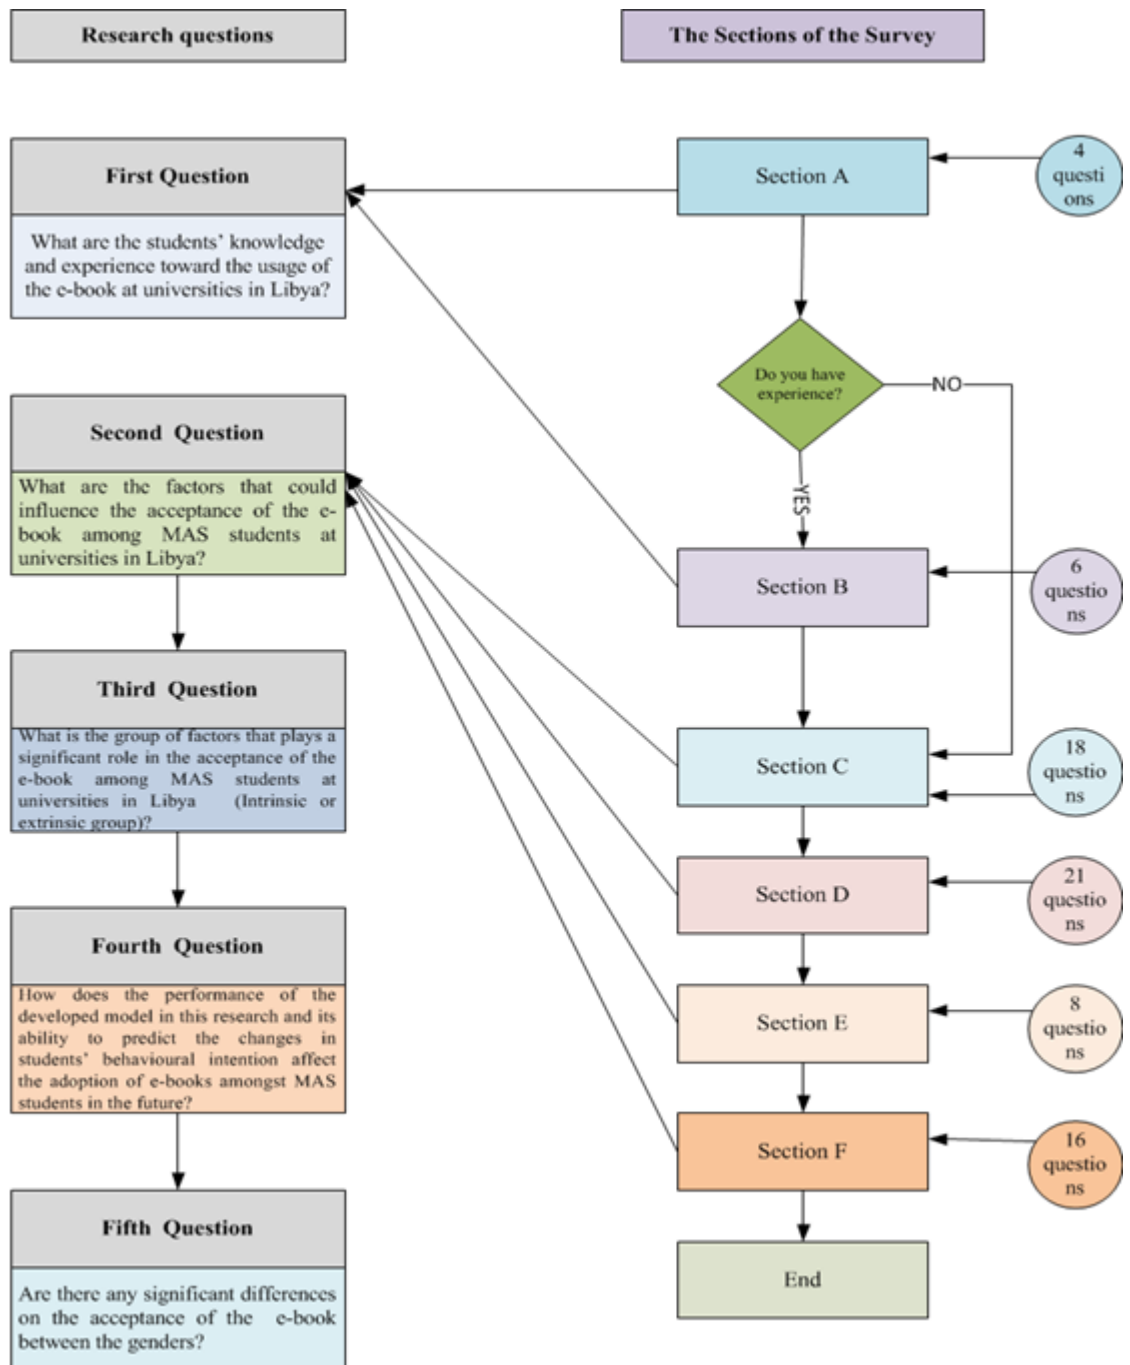 Research questions
The Sections of the Survey
First Question
What are the students' knowledge
and experience toward the usage of
the e-book at universities in Libya?
Second Question
What are the factors that could
influence the acceptance of the e-
book among MAS students at
universities in Libya?
Third Question
What is the group of factors that plays a
significant role in the acceptance of the
e-book among MAS students at
universities in Libya (Intrinsic or
extrinsic group)?
Fourth Question
How does the performance of the
developed model in this research and its
ability to predict the changes in
students' behavioural intention affect
the adoption of e-books amongst MAS
students in the future?
Fifth Question
Are there any significant differences
on the acceptance of the e-book
between the genders?
Section A
4
questi
ons
Do you have
experience?
NO
YES
Section B
6
questio
ns
Section C
18
questio
ns
Section D
21
questio
ns
Section E
8
questio
ns
Section F
16
questio
ns
End